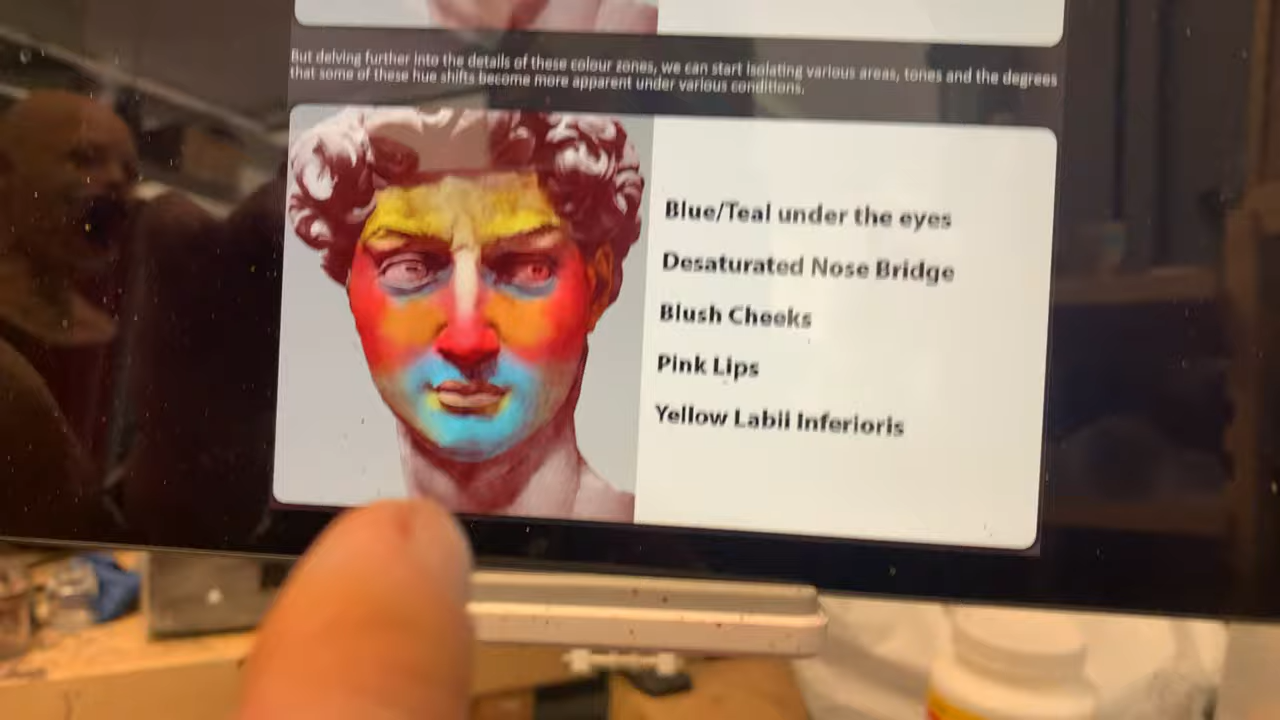 But delving further into the details of these colour zones, we can start isolating various areas, tones and the degrees
that some of these hue shifts become more apparent under various conditions.
Blue/Teal under the eyes
Desaturated Nose Bridge
Blush Cheeks
Pink Lips
Yellow Labii Inferioris